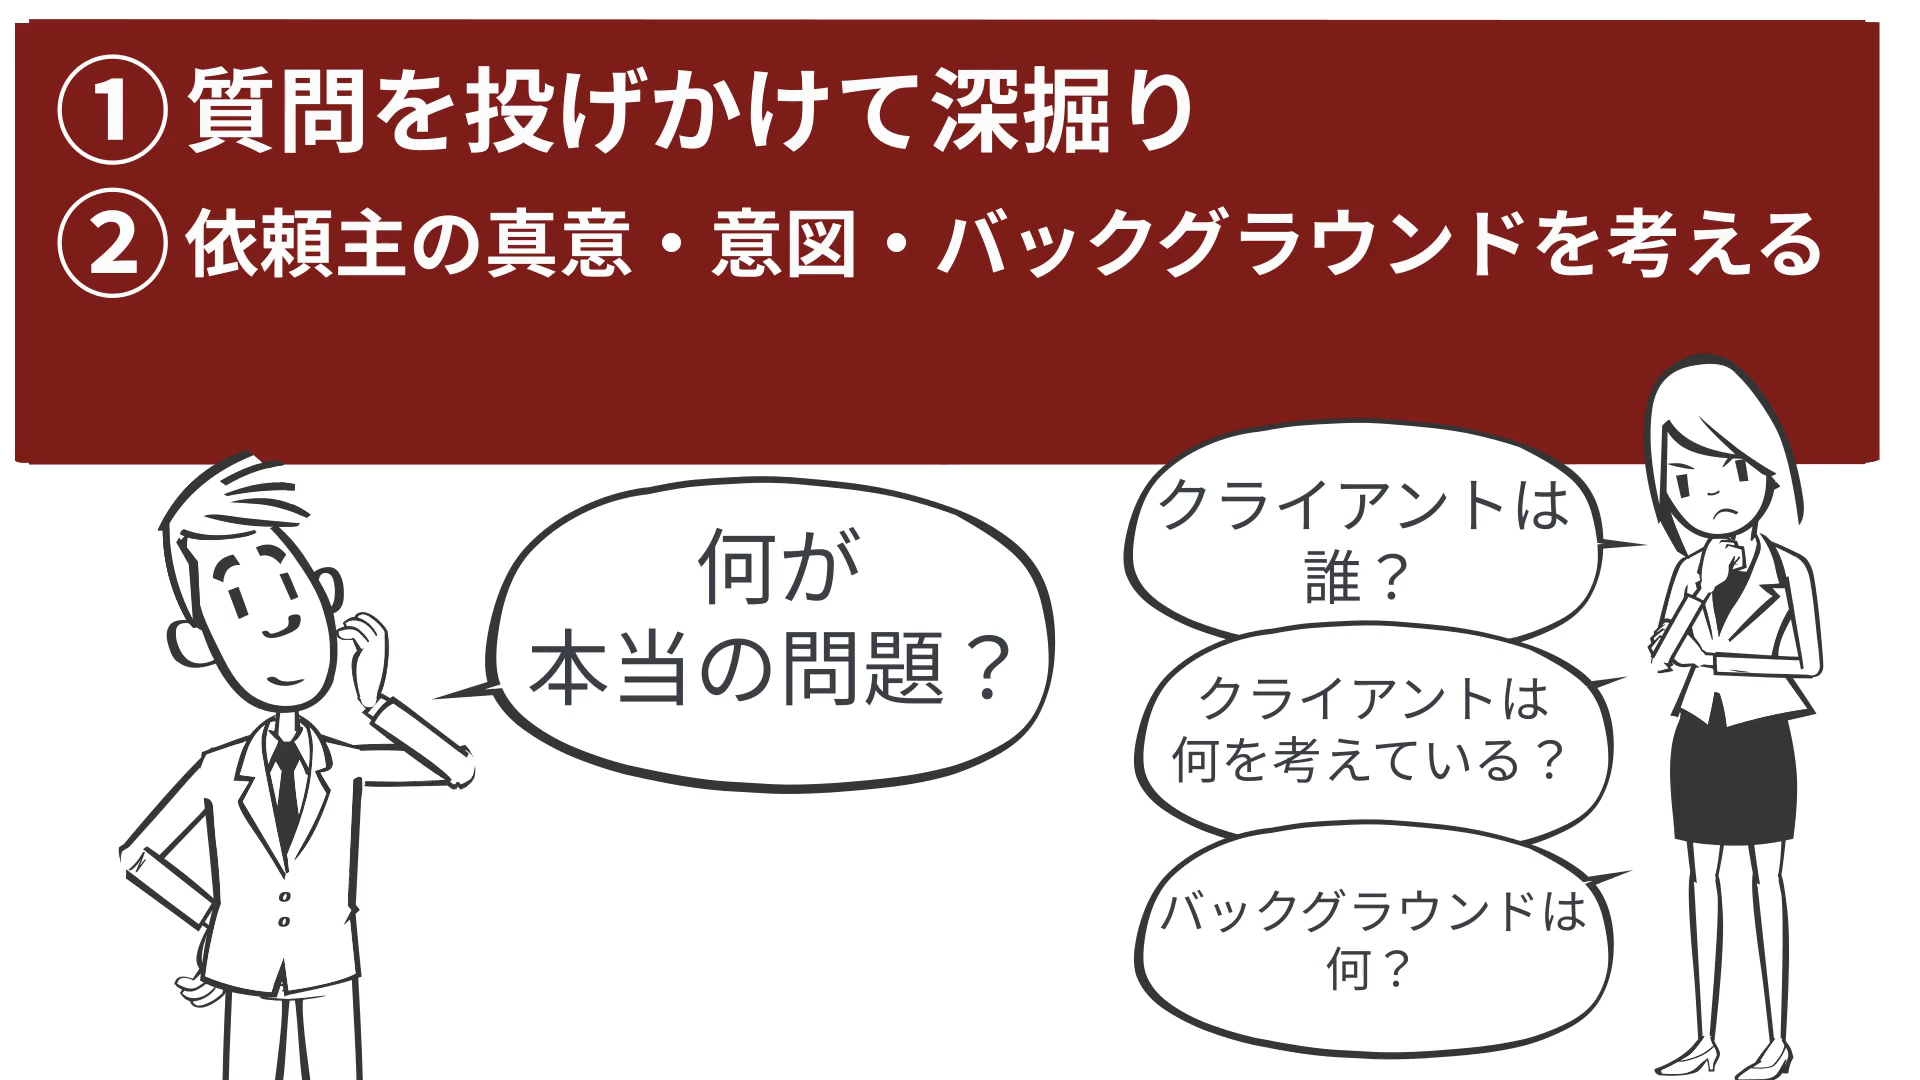 ① 質問を投げかけて深掘り
② 依頼主の真意・意図・バックグラウンドを考える
何が
本当の問題？
クライアントは
誰？
クライアントは
何を考えている？
バックグラウンドは
何？